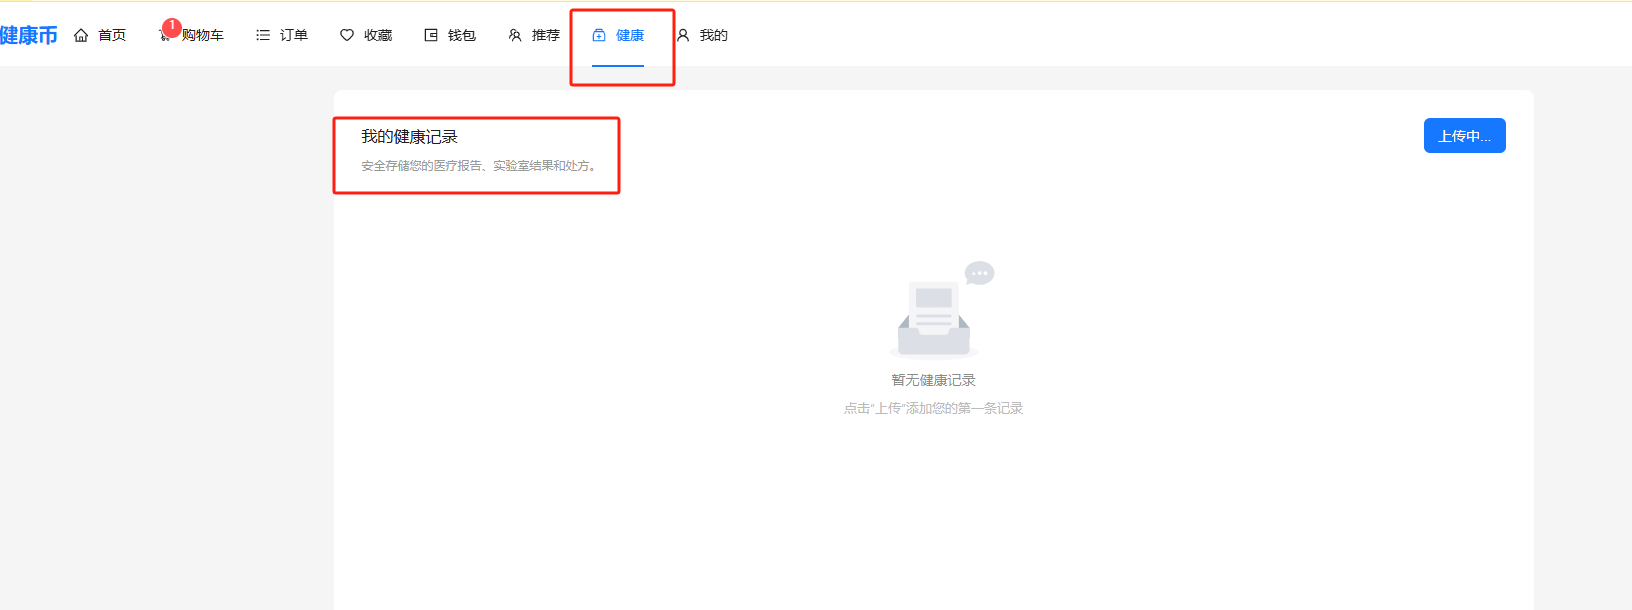 健康币 首页 1 购物车 订单 收藏 钱包 推荐 健康 我的
我的健康记录
上传中...
安全存储您的医疗报告、实验室结果和处方。
暂无健康记录
点击"上传"添加您的第一条记录